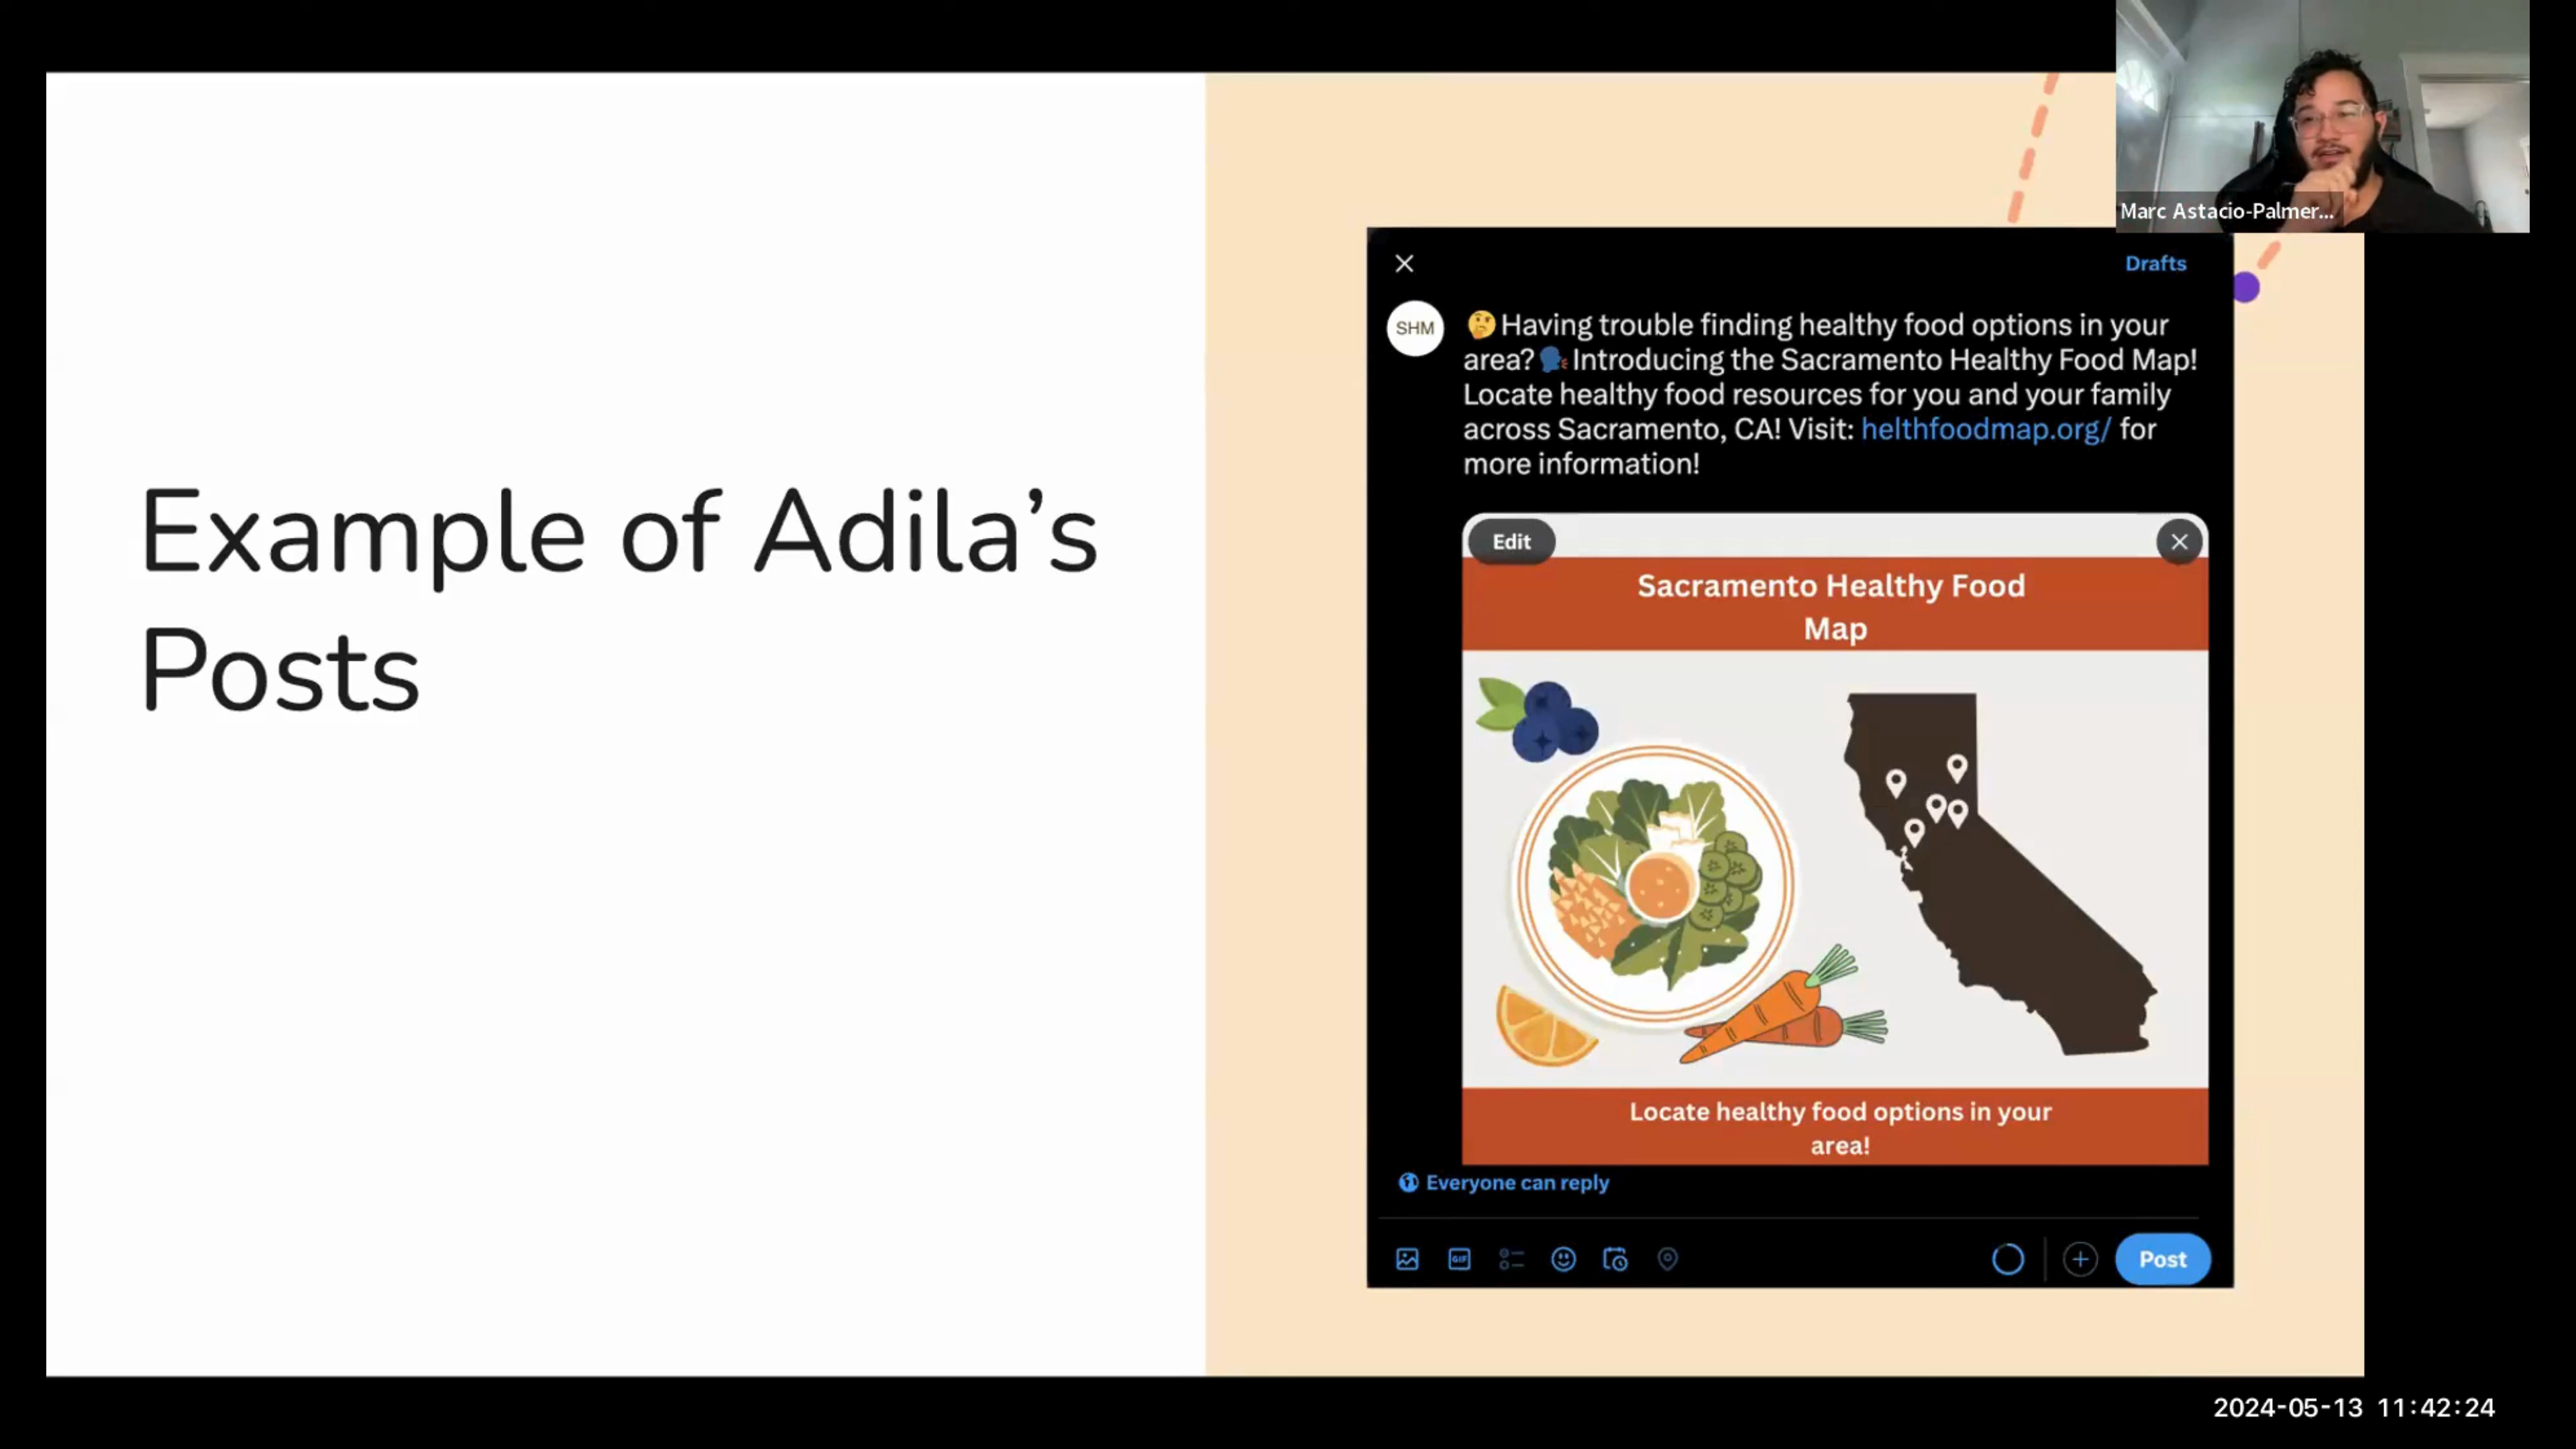 Marc Astacio-Palmer...
Example of Adila’s
Posts
Drafts
SHM
🤔Having trouble finding healthy food options in your
area?🗣️Introducing the Sacramento Healthy Food Map!
Locate healthy food resources for you and your family
across Sacramento, CA! Visit: helthfoodmap.org/ for
more information!
Edit
Sacramento Healthy Food
Map
Locate healthy food options in your
area!
Everyone can reply
GIF
Post
2024-05-13 11:42:24